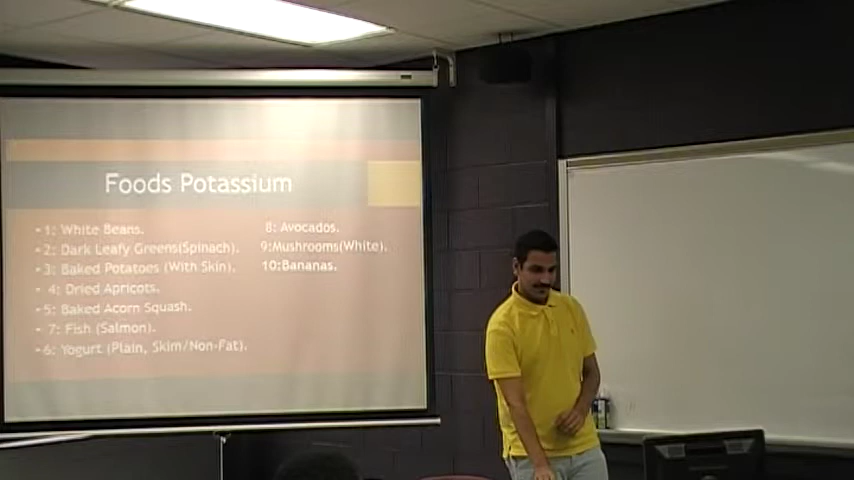 Foods Potassium
1: White Beans.
2: Dark Leafy Greens(Spinach).
3: Baked Potatoes (With Skin).
4: Dried Apricots.
5: Baked Acorn Squash.
7: Fish (Salmon).
6: Yogurt (Plain, Skim/Non-Fat).
8: Avocados.
9:Mushrooms(White).
10:Bananas.